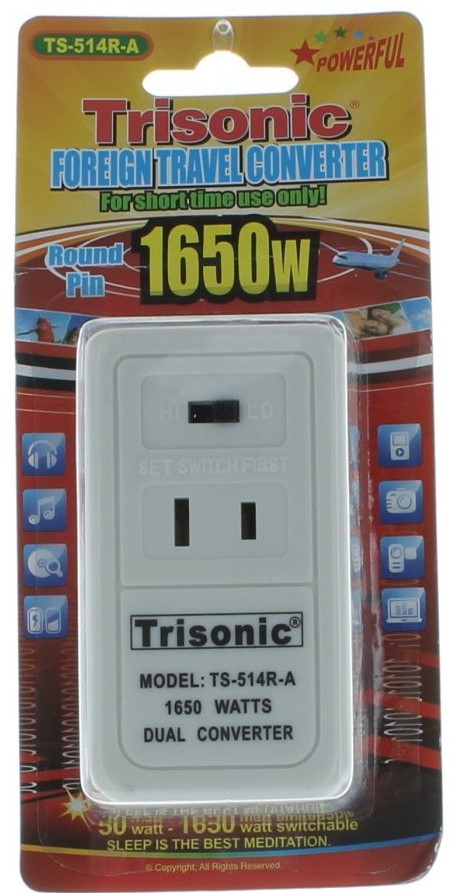 TS-514R-A
POWERFUL
Trisonic®
FOREIGN TRAVEL CONVERTER
For short time use only!
Round
Pin
1650W
HI LO
SET SWITCH FIRST
Trisonic®
MODEL: TS-514R-A
1650 WATTS
DUAL CONVERTER
50 watt - 1650 watt switchable
SLEEP IS THE BEST MEDITATION.
© Copyright, All Rights Reserved.